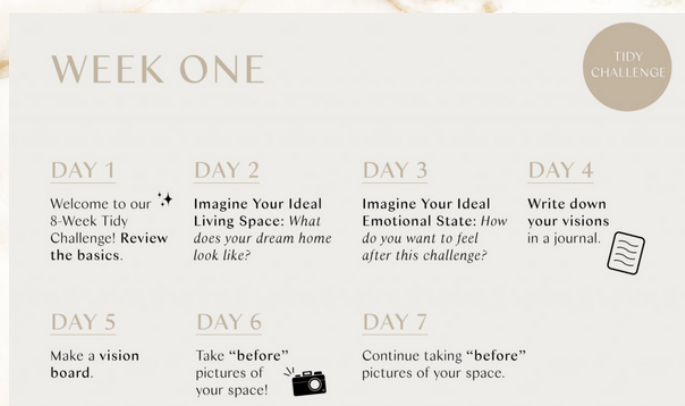 WEEK ONE
TIDY
CHALLENGE
DAY 1
Welcome to our
8-Week Tidy
Challenge! Review
the basics.
DAY 2
Imagine Your Ideal
Living Space: What
does your dream home
look like?
DAY 3
Imagine Your Ideal
Emotional State: How
do you want to feel
after this challenge?
DAY 4
Write down
your visions
in a journal.
DAY 5
Make a vision
board.
DAY 6
Take “before”
pictures of
your space!
DAY 7
Continue taking “before”
pictures of your space.